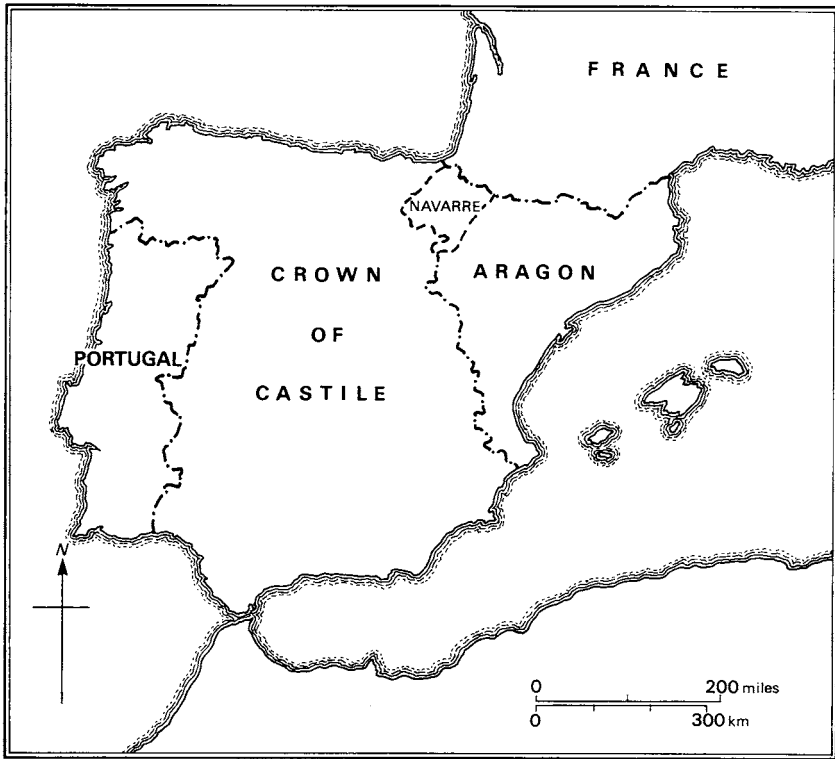 FRANCE
NAVARRE
CROWN
OF
CASTILE
ARAGON
PORTUGAL
N
0 200 miles
0 300 km